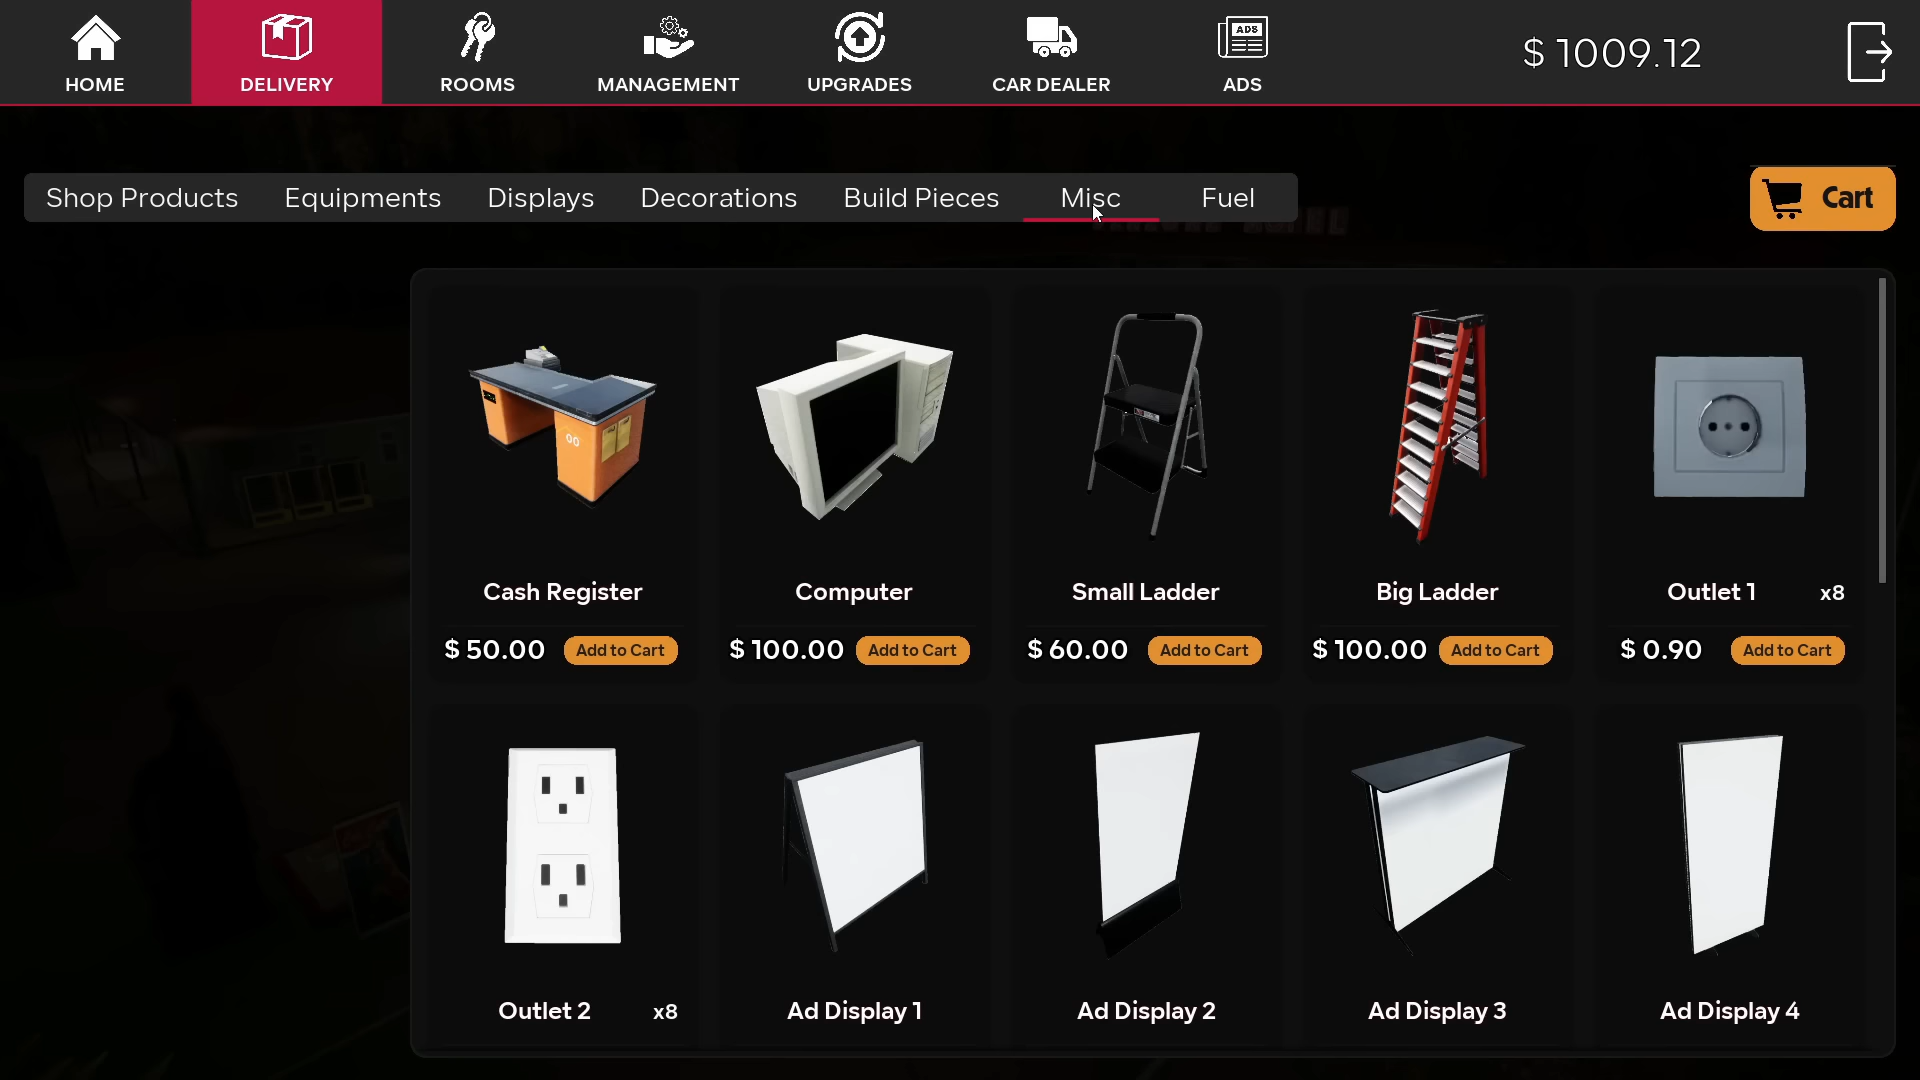 HOME
DELIVERY
ROOMS
MANAGEMENT
UPGRADES
CAR DEALER
ADS
ADS
$ 1009.12
Shop Products
Equipments
Displays
Decorations
Build Pieces
Misc
Fuel
Cart
00
Cash Register
Computer
Small Ladder
Big Ladder
Outlet 1 x8
$ 50.00 Add to Cart
$ 100.00 Add to Cart
$ 60.00 Add to Cart
$ 100.00 Add to Cart
$ 0.90 Add to Cart
Outlet 2 x8
Ad Display 1
Ad Display 2
Ad Display 3
Ad Display 4